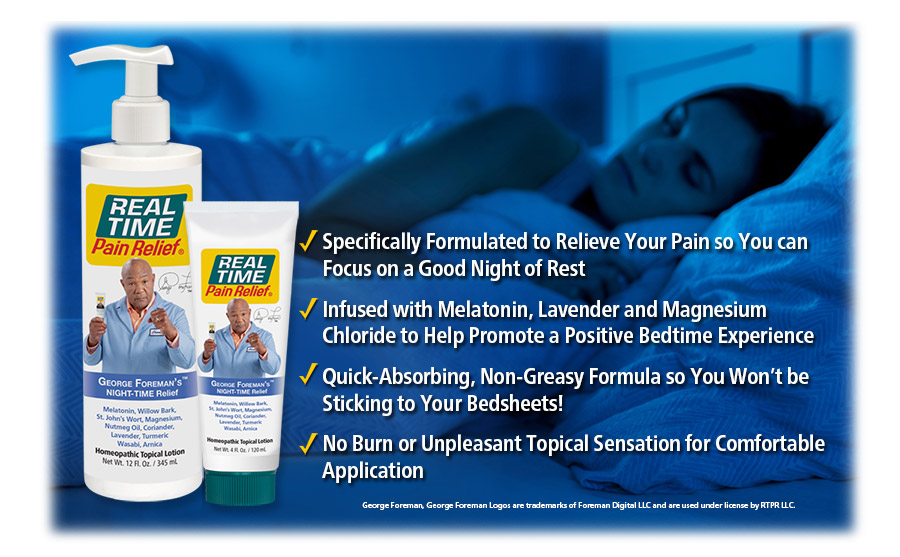 REAL
TIME
Pain Relief®
GEORGE FOREMAN'S™
NIGHT-TIME Relief
Melatonin, Willow Bark,
St. John's Wort, Magnesium,
Nutmeg Oil, Coriander,
Lavender, Turmeric
Wasabi, Arnica
Homeopathic Topical Lotion
Net Wt. 12 Fl. Oz. / 345 mL
REAL
TIME
Pain Relief®
GEORGE FOREMAN'S™
NIGHT-TIME Relief
Melatonin, Willow Bark,
St. John's Wort, Magnesium,
Nutmeg Oil, Coriander,
Lavender, Turmeric
Wasabi, Arnica
Homeopathic Topical Lotion
Net Wt. 4 Fl. Oz. / 120 mL
✓ Specifically Formulated to Relieve Your Pain so You can
Focus on a Good Night of Rest
✓ Infused with Melatonin, Lavender and Magnesium
Chloride to Help Promote a Positive Bedtime Experience
✓ Quick-Absorbing, Non-Greasy Formula so You Won't be
Sticking to Your Bedsheets!
✓ No Burn or Unpleasant Topical Sensation for Comfortable
Application
George Foreman, George Foreman Logos are trademarks of Foreman Digital LLC and are used under license by RTPR LLC.